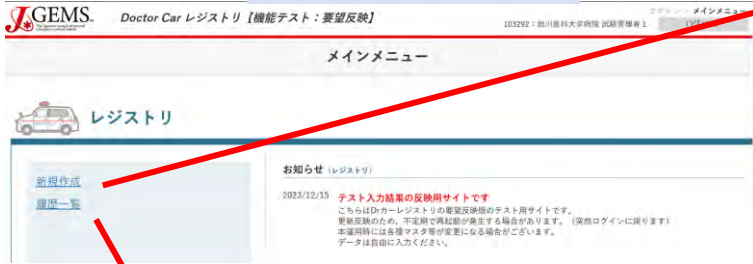 JGEMS.
Doctor Car レジストリ【機能テスト：要望反映】
103292：旭川医科大学病院 試験管理者1
メインメニュー
メインメニュー
レジストリ
新規作成
履歴一覧
お知らせ（レジストリ）
2023/12/15 テスト入力結果の反映用サイトです
こちらはDrカーレジストリの要望反映版のテスト用サイトです。
更新反映のため、不定期で再起動が発生する場合があります。（突然ログインに戻ります）
本運用時には各種マスタ等が変更になる場合がございます。
データは自由に入力ください。